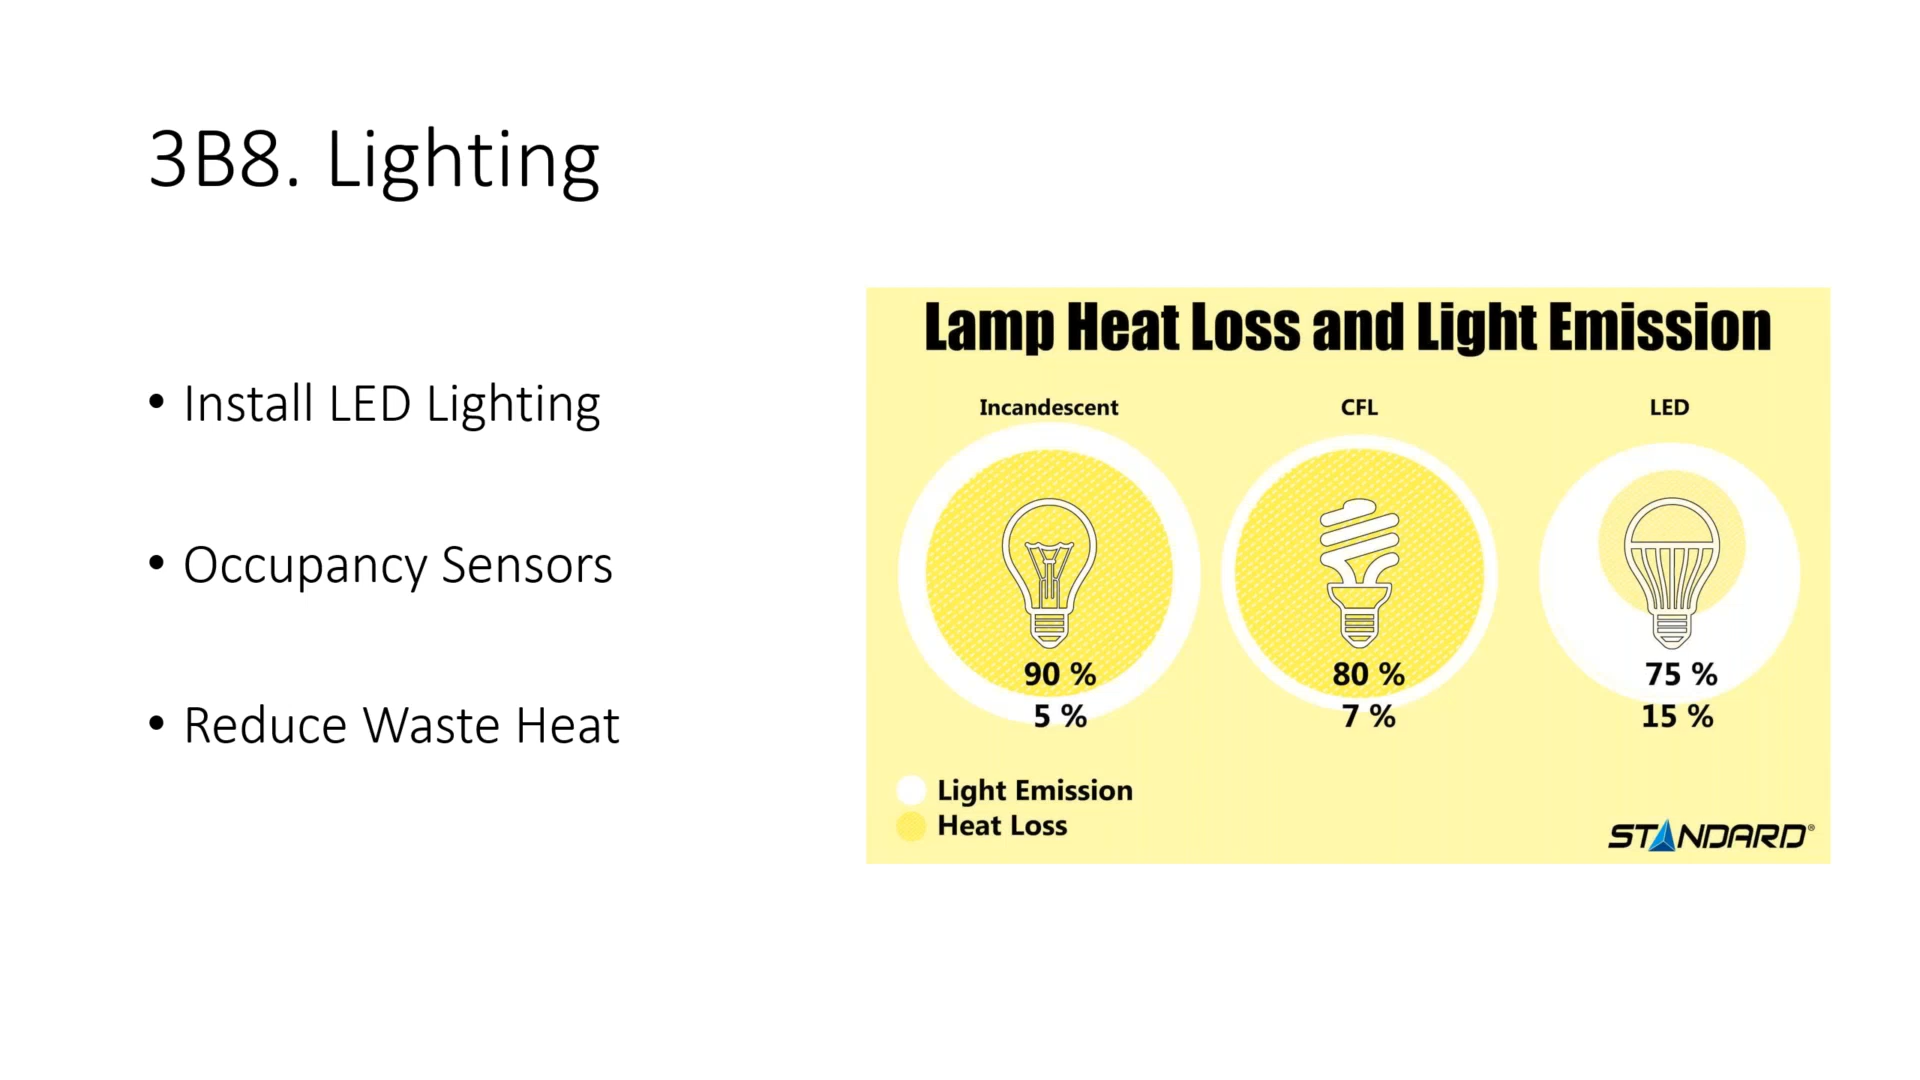 3B8. Lighting
• Install LED Lighting
• Occupancy Sensors
• Reduce Waste Heat
Lamp Heat Loss and Light Emission
Incandescent CFL LED
90 % 80 % 75 %
5 % 7 % 15 %
Light Emission
Heat Loss
STANDARD®